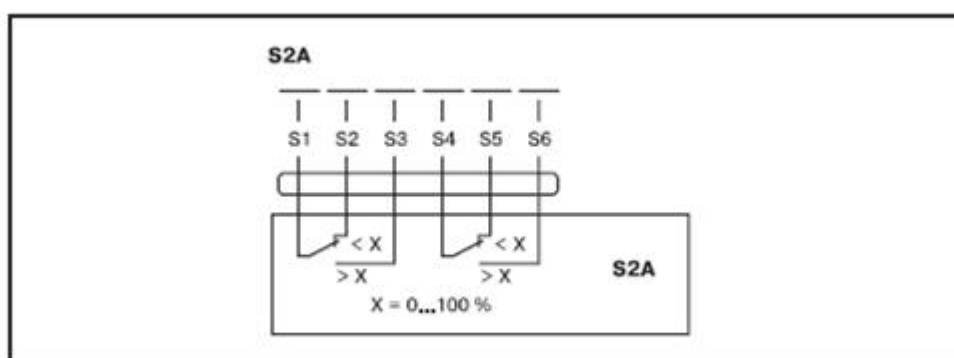 S2A
S1 S2 S3 S4 S5 S6
< X < X
> X > X
S2A
X = 0...100 %